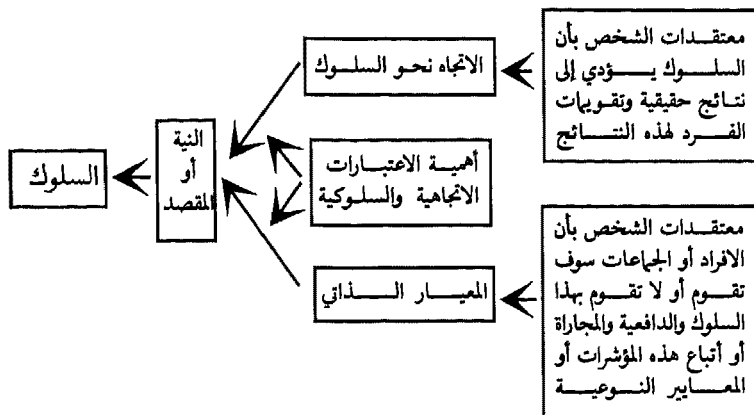 معتقدات الشخص بأن
السلوك يؤدي إلى
نتائج حقيقية وتقويمات
الفرد لهذه النتائج
الاتجاه نحو السلوك
أهمية الاعتبارات
الاتجاهية والسلوكية
النية
أو
المقصد
السلوك
معتقدات الشخص بأن
الافراد أو الجماعات سوف
تقوم أو لا تقوم بهذا
السلوك والدافعية والمجاراة
أو أتباع هذه المؤشرات أو
المعايير النوعية
المعيار الذاتي